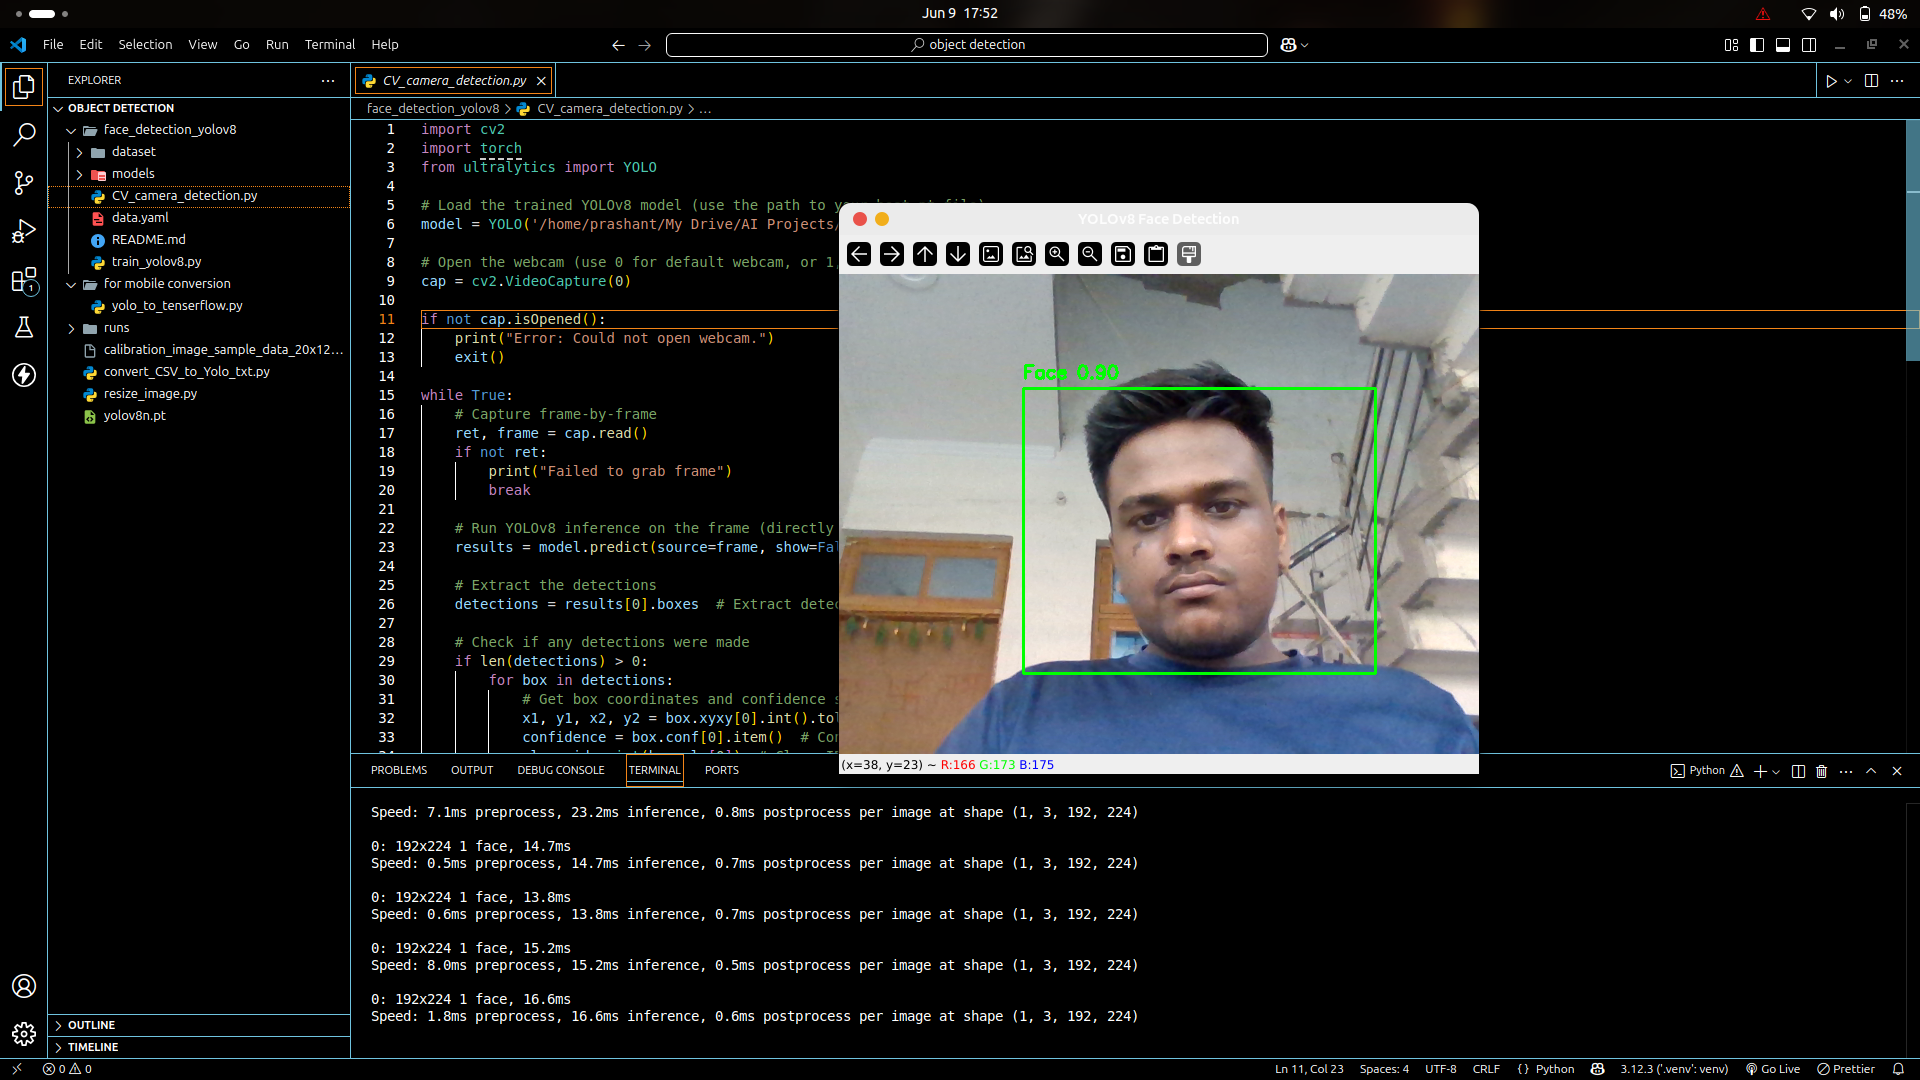 Jun 9 17:52
48%
File Edit Selection View Go Run Terminal Help
object detection
EXPLORER
OBJECT DETECTION
face_detection_yolov8
dataset
models
CV_camera_detection.py
data.yaml
README.md
train_yolov8.py
for mobile conversion
yolo_to_tenserflow.py
runs
calibration_image_sample_data_20x12...
convert_CSV_to_Yolo_txt.py
resize_image.py
yolov8n.pt
1
OUTLINE
TIMELINE
CV_camera_detection.py
face_detection_yolov8 > CV_camera_detection.py > ...
1 import cv2
2 import torch
3 from ultralytics import YOLO
4
5 # Load the trained YOLOv8 model (use the path to
6 model = YOLO('/home/prashant/My Drive/AI Projects/
7
8 # Open the webcam (use 0 for default webcam, or 1,
9 cap = cv2.VideoCapture(0)
10
11 if not cap.isOpened():
12 print("Error: Could not open webcam.")
13 exit()
14
15 while True:
16 # Capture frame-by-frame
17 ret, frame = cap.read()
18 if not ret:
19 print("Failed to grab frame")
20 break
21
22 # Run YOLOv8 inference on the frame (directly
23 results = model.predict(source=frame, show=Fal
24
25 # Extract the detections
26 detections = results[0].boxes # Extract detec
27
28 # Check if any detections were made
29 if len(detections) > 0:
30 for box in detections:
31 # Get box coordinates and confidence s
32 x1, y1, x2, y2 = box.xyxy[0].int().tol
33 confidence = box.conf[0].item() # Con
YOLOv8 Face Detection
Face 0.90
(x=38, y=23) ~ R:166 G:173 B:175
PROBLEMS OUTPUT DEBUG CONSOLE TERMINAL PORTS
Python
Speed: 7.1ms preprocess, 23.2ms inference, 0.8ms postprocess per image at shape (1, 3, 192, 224)
0: 192x224 1 face, 14.7ms
Speed: 0.5ms preprocess, 14.7ms inference, 0.7ms postprocess per image at shape (1, 3, 192, 224)
0: 192x224 1 face, 13.8ms
Speed: 0.6ms preprocess, 13.8ms inference, 0.7ms postprocess per image at shape (1, 3, 192, 224)
0: 192x224 1 face, 15.2ms
Speed: 8.0ms preprocess, 15.2ms inference, 0.5ms postprocess per image at shape (1, 3, 192, 224)
0: 192x224 1 face, 16.6ms
Speed: 1.8ms preprocess, 16.6ms inference, 0.6ms postprocess per image at shape (1, 3, 192, 224)
0 0
Ln 11, Col 23 Spaces: 4 UTF-8 CRLF {} Python 3.12.3 ('.venv': venv) Go Live Prettier